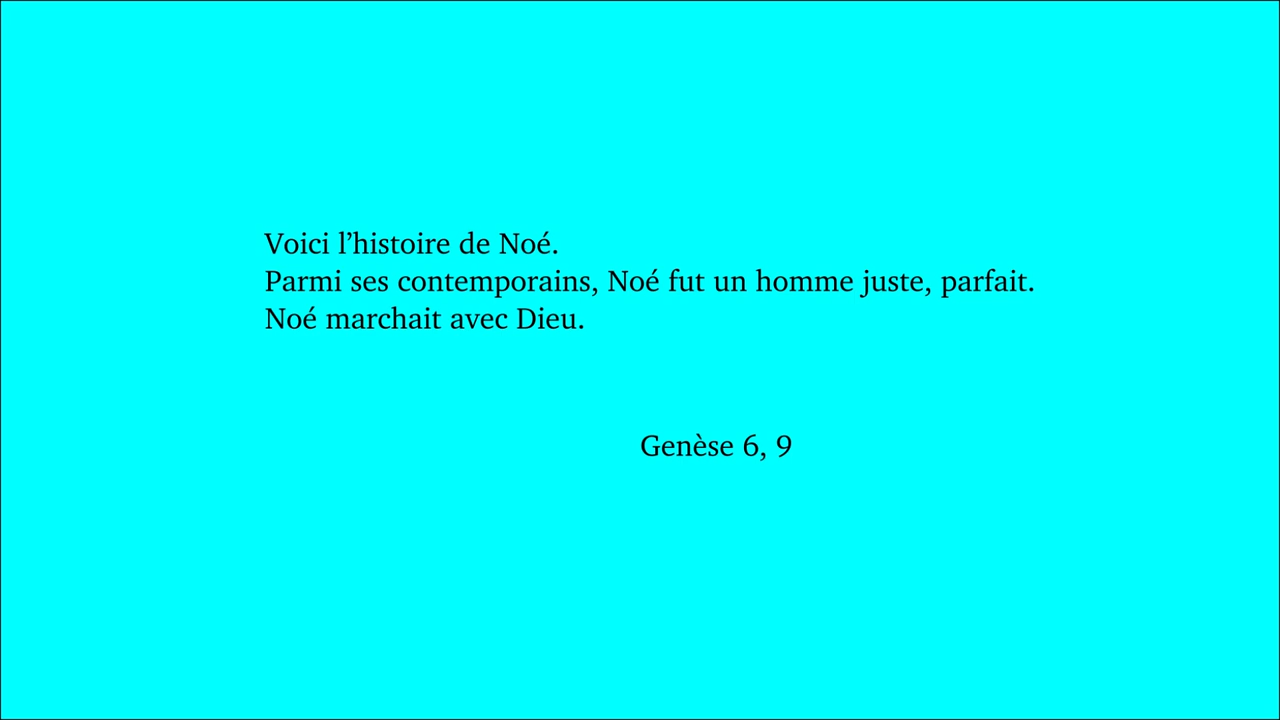 Voici l’histoire de Noé.
Parmi ses contemporains, Noé fut un homme juste, parfait.
Noé marchait avec Dieu.
Genèse 6, 9